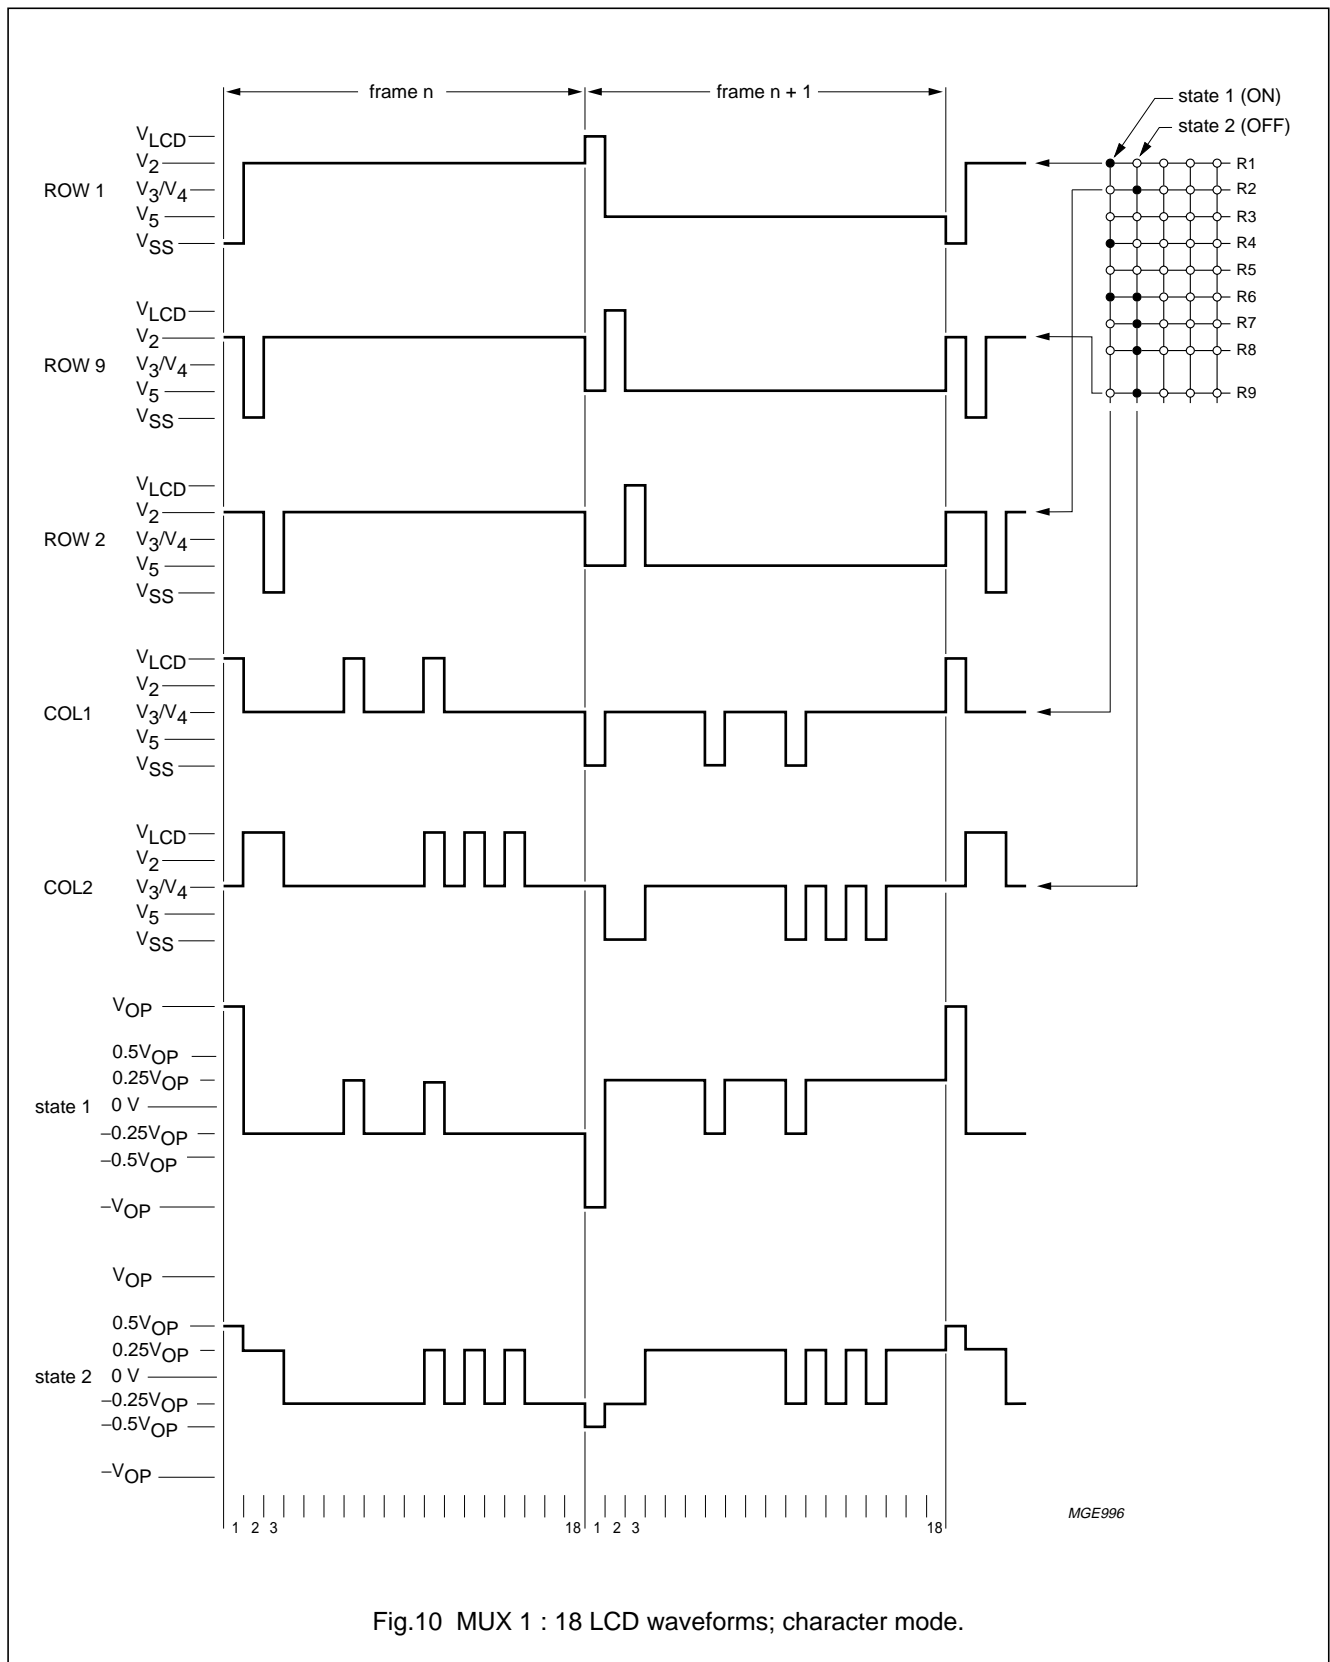 frame n
frame n + 1
state 1 (ON)
state 2 (OFF)
R1
R2
R3
R4
R5
R6
R7
R8
R9
ROW 1
VLCD
V2
V3/V4
V5
VSS
ROW 9
VLCD
V2
V3/V4
V5
VSS
ROW 2
VLCD
V2
V3/V4
V5
VSS
COL1
VLCD
V2
V3/V4
V5
VSS
COL2
VLCD
V2
V3/V4
V5
VSS
state 1
VOP
0.5VOP
0.25VOP
0 V
−0.25VOP
−0.5VOP
−VOP
state 2
VOP
0.5VOP
0.25VOP
0 V
−0.25VOP
−0.5VOP
−VOP
1 2 3 18 1 2 3 18
MGE996
Fig.10 MUX 1 : 18 LCD waveforms; character mode.